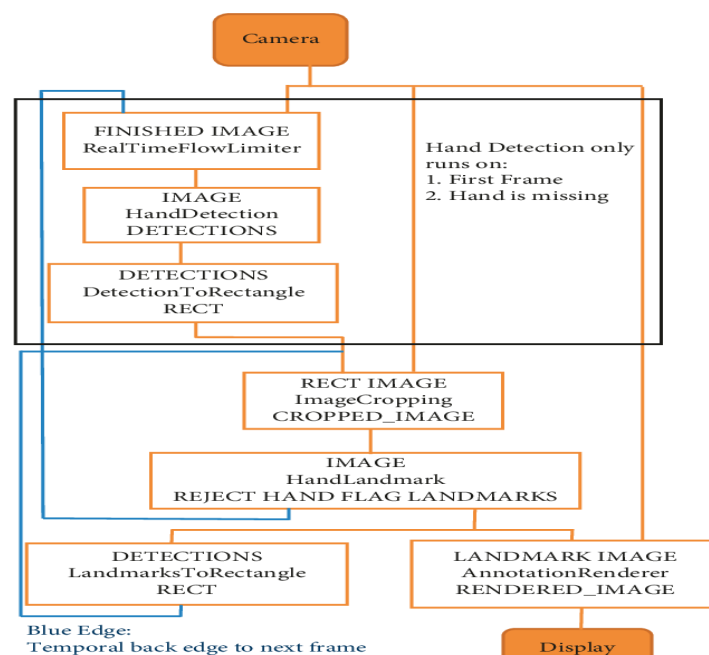 Camera
FINISHED IMAGE
RealTimeFlowLimiter
Hand Detection only
runs on:
1. First Frame
2. Hand is missing
IMAGE
HandDetection
DETECTIONS
DETECTIONS
DetectionToRectangle
RECT
RECT IMAGE
ImageCropping
CROPPED_IMAGE
IMAGE
HandLandmark
REJECT HAND FLAG LANDMARKS
DETECTIONS
LandmarksToRectangle
RECT
LANDMARK IMAGE
AnnotationRenderer
RENDERED_IMAGE
Blue Edge:
Temporal back edge to next frame
Display